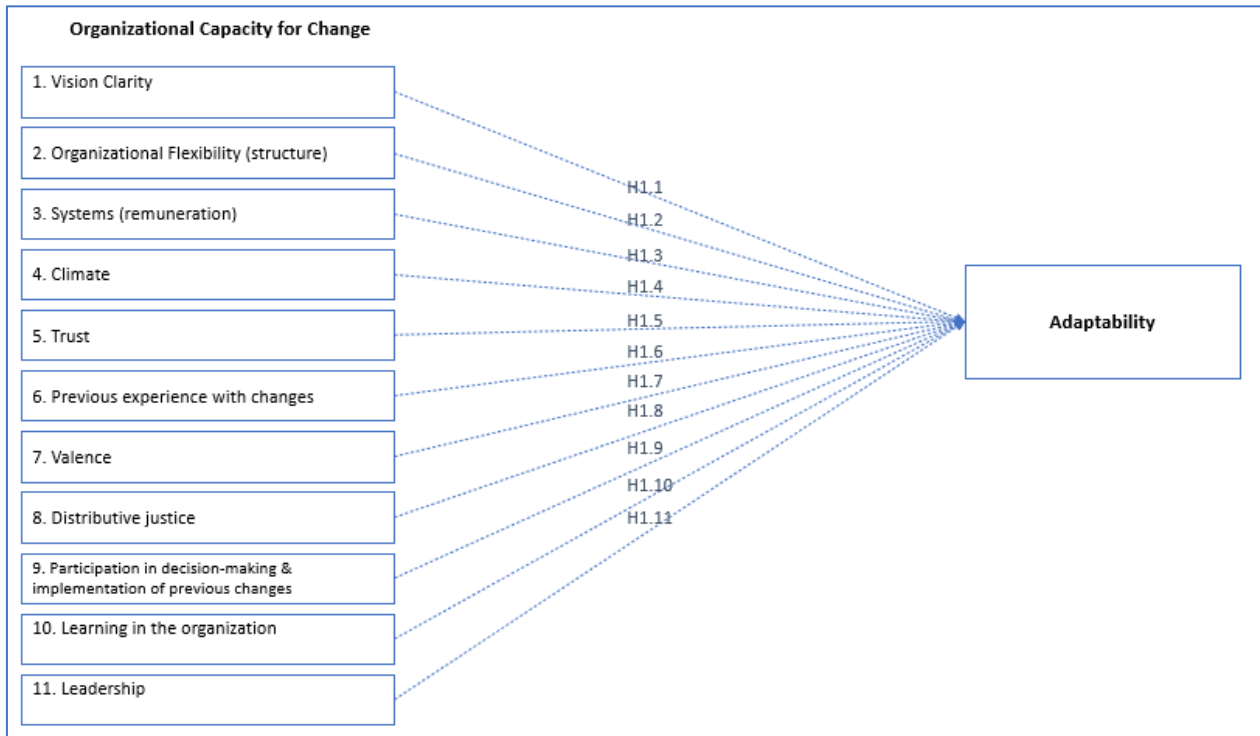 Organizational Capacity for Change
1. Vision Clarity
2. Organizational Flexibility (structure)
3. Systems (remuneration)
4. Climate
5. Trust
6. Previous experience with changes
7. Valence
8. Distributive justice
9. Participation in decision-making &
implementation of previous changes
10. Learning in the organization
11. Leadership
H1.1
H1.2
H1.3
H1.4
H1.5
H1.6
H1.7
H1.8
H1.9
H1.10
H1.11
Adaptability